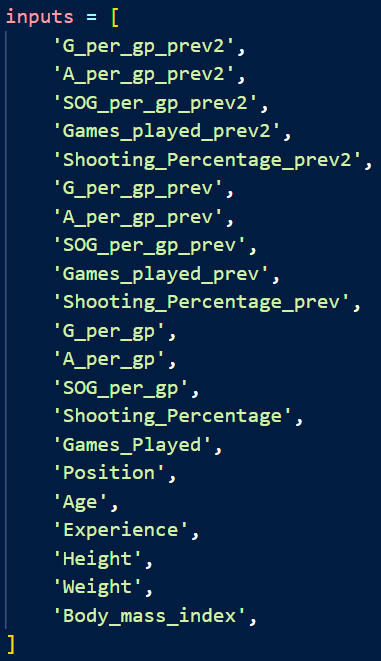 inputs = [
    'G_per_gp_prev2',
    'A_per_gp_prev2',
    'SOG_per_gp_prev2',
    'Games_played_prev2',
    'Shooting_Percentage_prev2',
    'G_per_gp_prev',
    'A_per_gp_prev',
    'SOG_per_gp_prev',
    'Games_played_prev',
    'Shooting_Percentage_prev',
    'G_per_gp',
    'A_per_gp',
    'SOG_per_gp',
    'Shooting_Percentage',
    'Games_Played',
    'Position',
    'Age',
    'Experience',
    'Height',
    'Weight',
    'Body_mass_index',
]